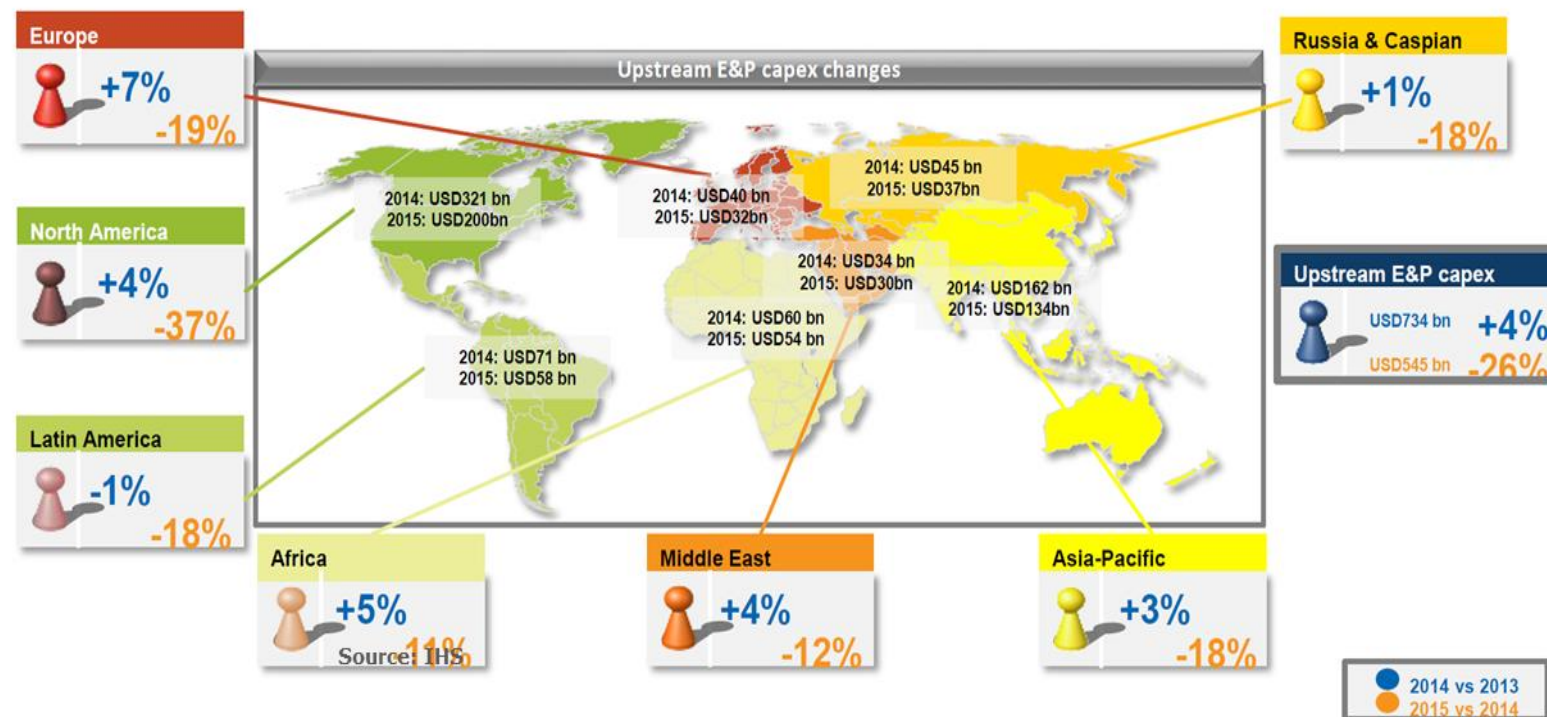 Europe
+7%
-19%
Upstream E&P capex changes
Russia & Caspian
+1%
-18%
North America
+4%
-37%
2014: USD321 bn
2015: USD200bn
2014: USD40 bn
2015: USD32bn
2014: USD45 bn
2015: USD37bn
2014: USD34 bn
2015: USD30bn
2014: USD162 bn
2015: USD134bn
2014: USD60 bn
2015: USD54 bn
2014: USD71 bn
2015: USD58 bn
Upstream E&P capex
USD734 bn +4%
USD545 bn -26%
Latin America
-1%
-18%
Africa
+5%
-11%
Source: IHS
Middle East
+4%
-12%
Asia-Pacific
+3%
-18%
2014 vs 2013
2015 vs 2014